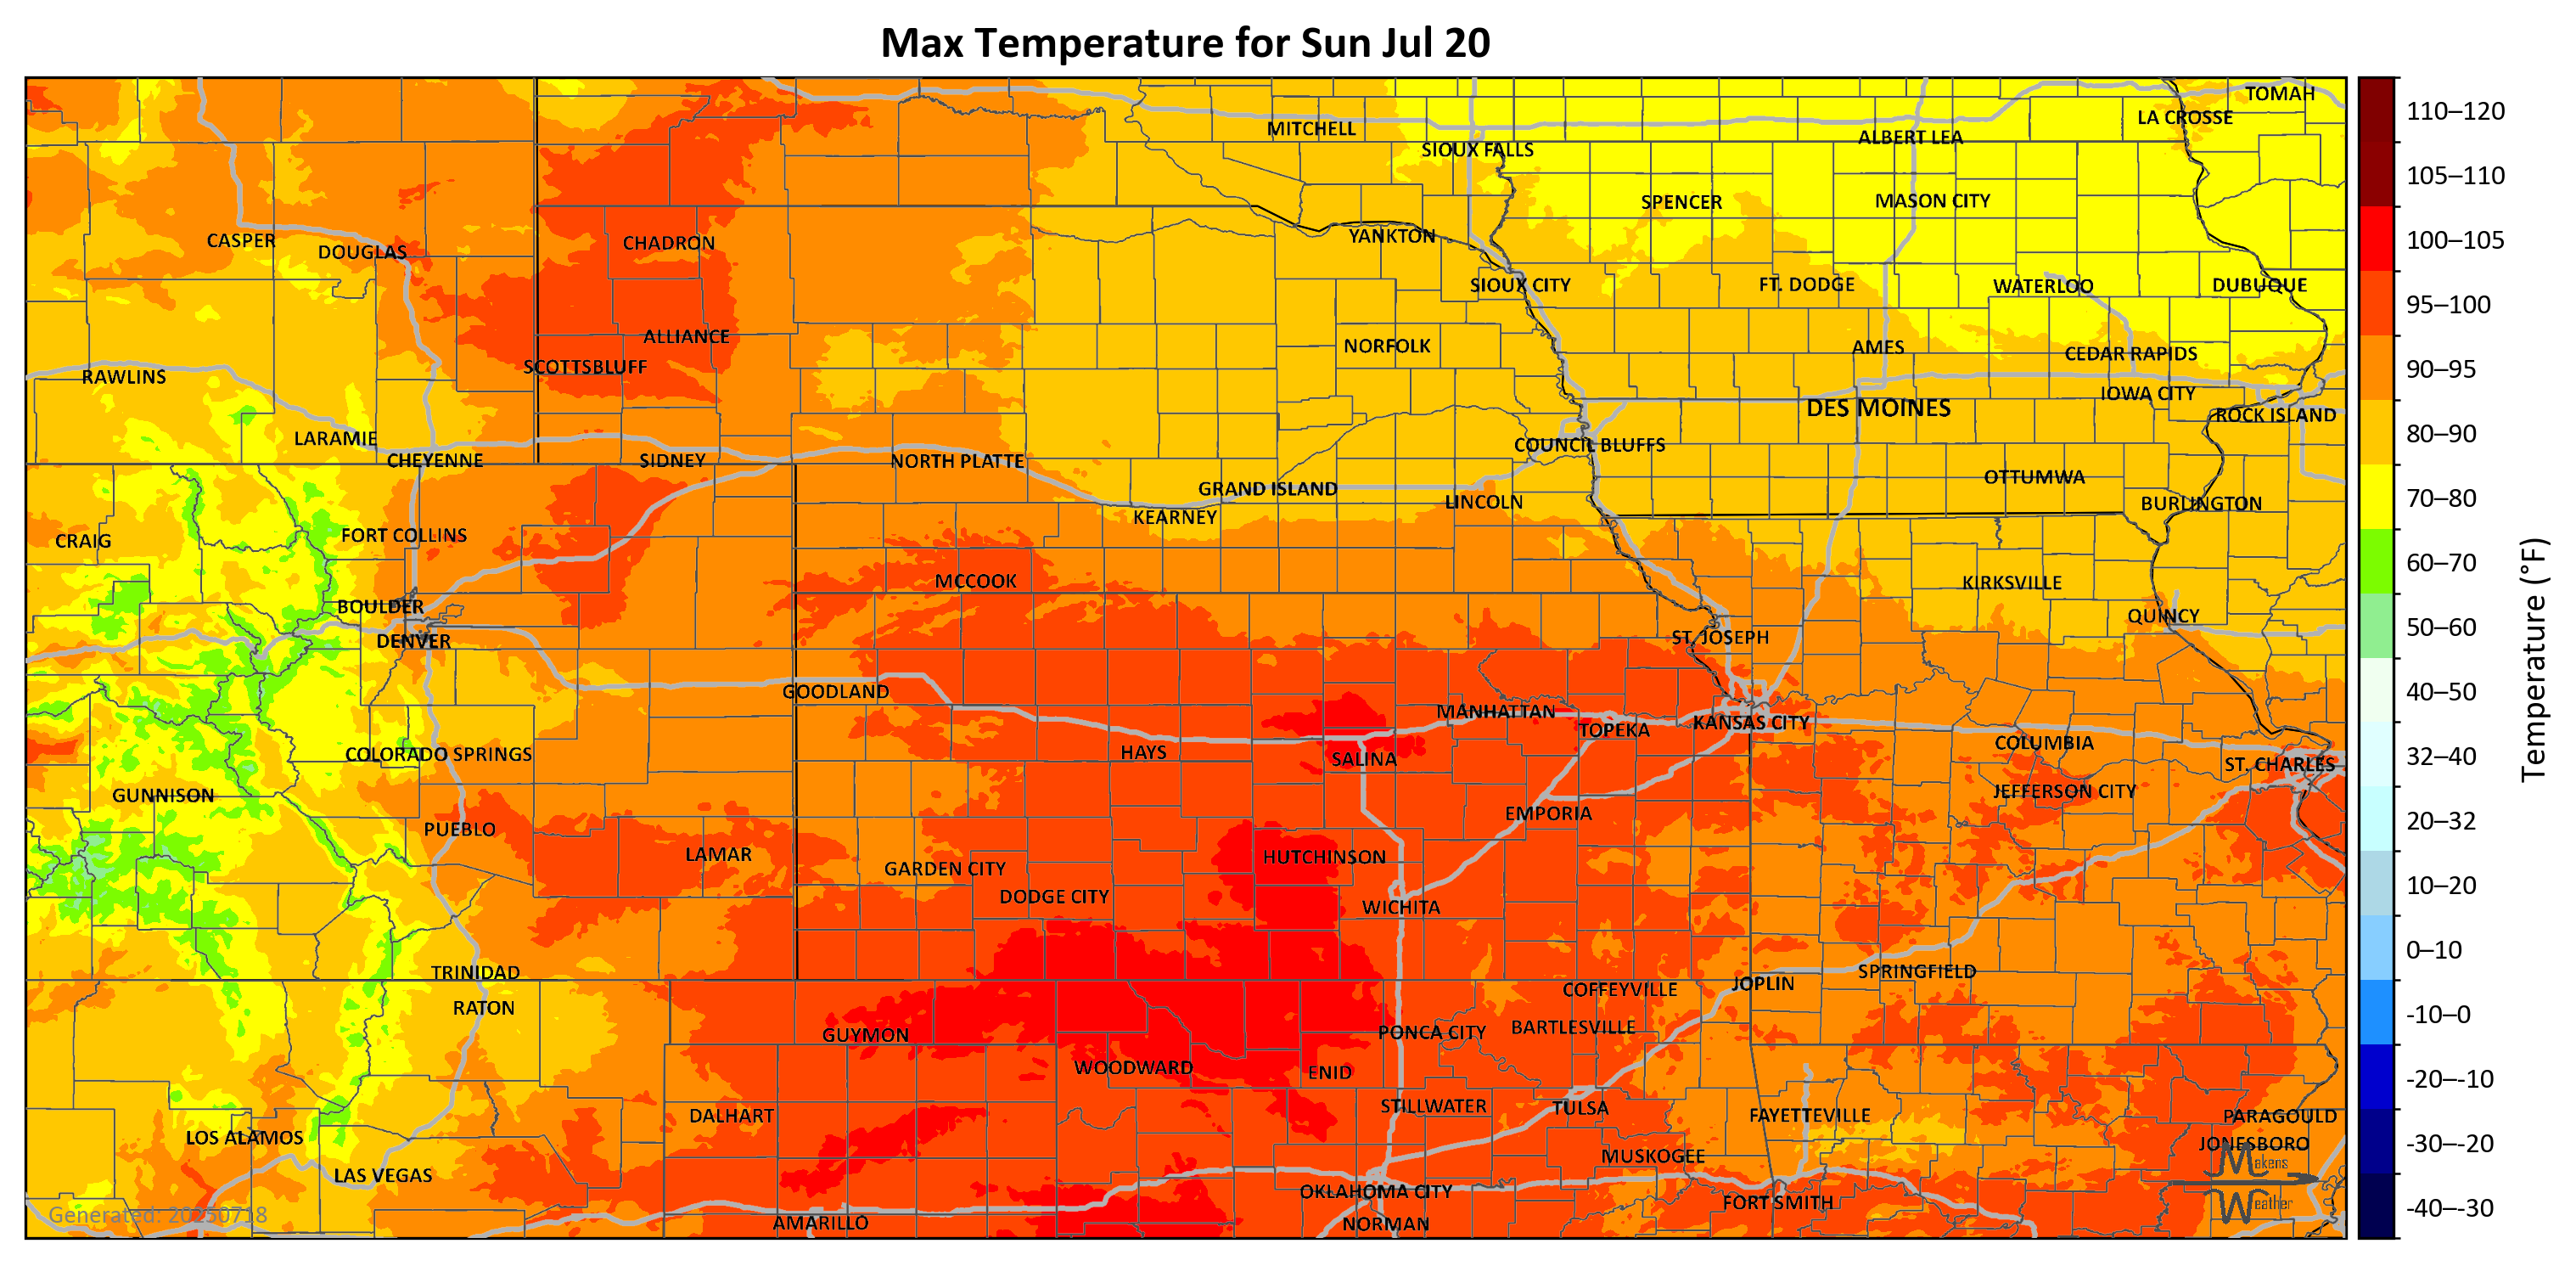 Max Temperature for Sun Jul 20
TOMAH
LA CROSSE
MITCHELL
ALBERT LEA
SIOUX FALLS
SPENCER
MASON CITY
CASPER
DOUGLAS
CHADRON
YANKTON
SIOUX CITY
FT. DODGE
WATERLOO
DUBUQUE
ALLIANCE
NORFOLK
AMES
CEDAR RAPIDS
SCOTTSBLUFF
RAWLINS
IOWA CITY
DES MOINES
ROCK ISLAND
LARAMIE
COUNCIL BLUFFS
CHEYENNE
SIDNEY
NORTH PLATTE
OTTUMWA
GRAND ISLAND
LINCOLN
BURLINGTON
KEARNEY
FORT COLLINS
CRAIG
MCCOOK
KIRKSVILLE
BOULDER
QUINCY
DENVER
ST. JOSEPH
GOODLAND
MANHATTAN
KANSAS CITY
TOPEKA
COLUMBIA
COLORADO SPRINGS
HAYS
SALINA
ST. CHARLES
GUNNISON
JEFFERSON CITY
EMPORIA
PUEBLO
LAMAR
HUTCHINSON
GARDEN CITY
DODGE CITY
WICHITA
TRINIDAD
SPRINGFIELD
JOPLIN
COFFEYVILLE
RATON
GUYMON
PONCA CITY
BARTLESVILLE
WOODWARD
ENID
STILLWATER
TULSA
DALHART
FAYETTEVILLE
PARAGOULD
LOS ALAMOS
JONESBORO
MUSKOGEE
LAS VEGAS
OKLAHOMA CITY
FORT SMITH
AMARILLO
NORMAN
Generated: 20250718
Makens
Weather
110–120
105–110
100–105
95–100
90–95
80–90
70–80
60–70
50–60
40–50
32–40
20–32
10–20
0–10
-10–0
-20–-10
-30–-20
-40–-30
Temperature (°F)